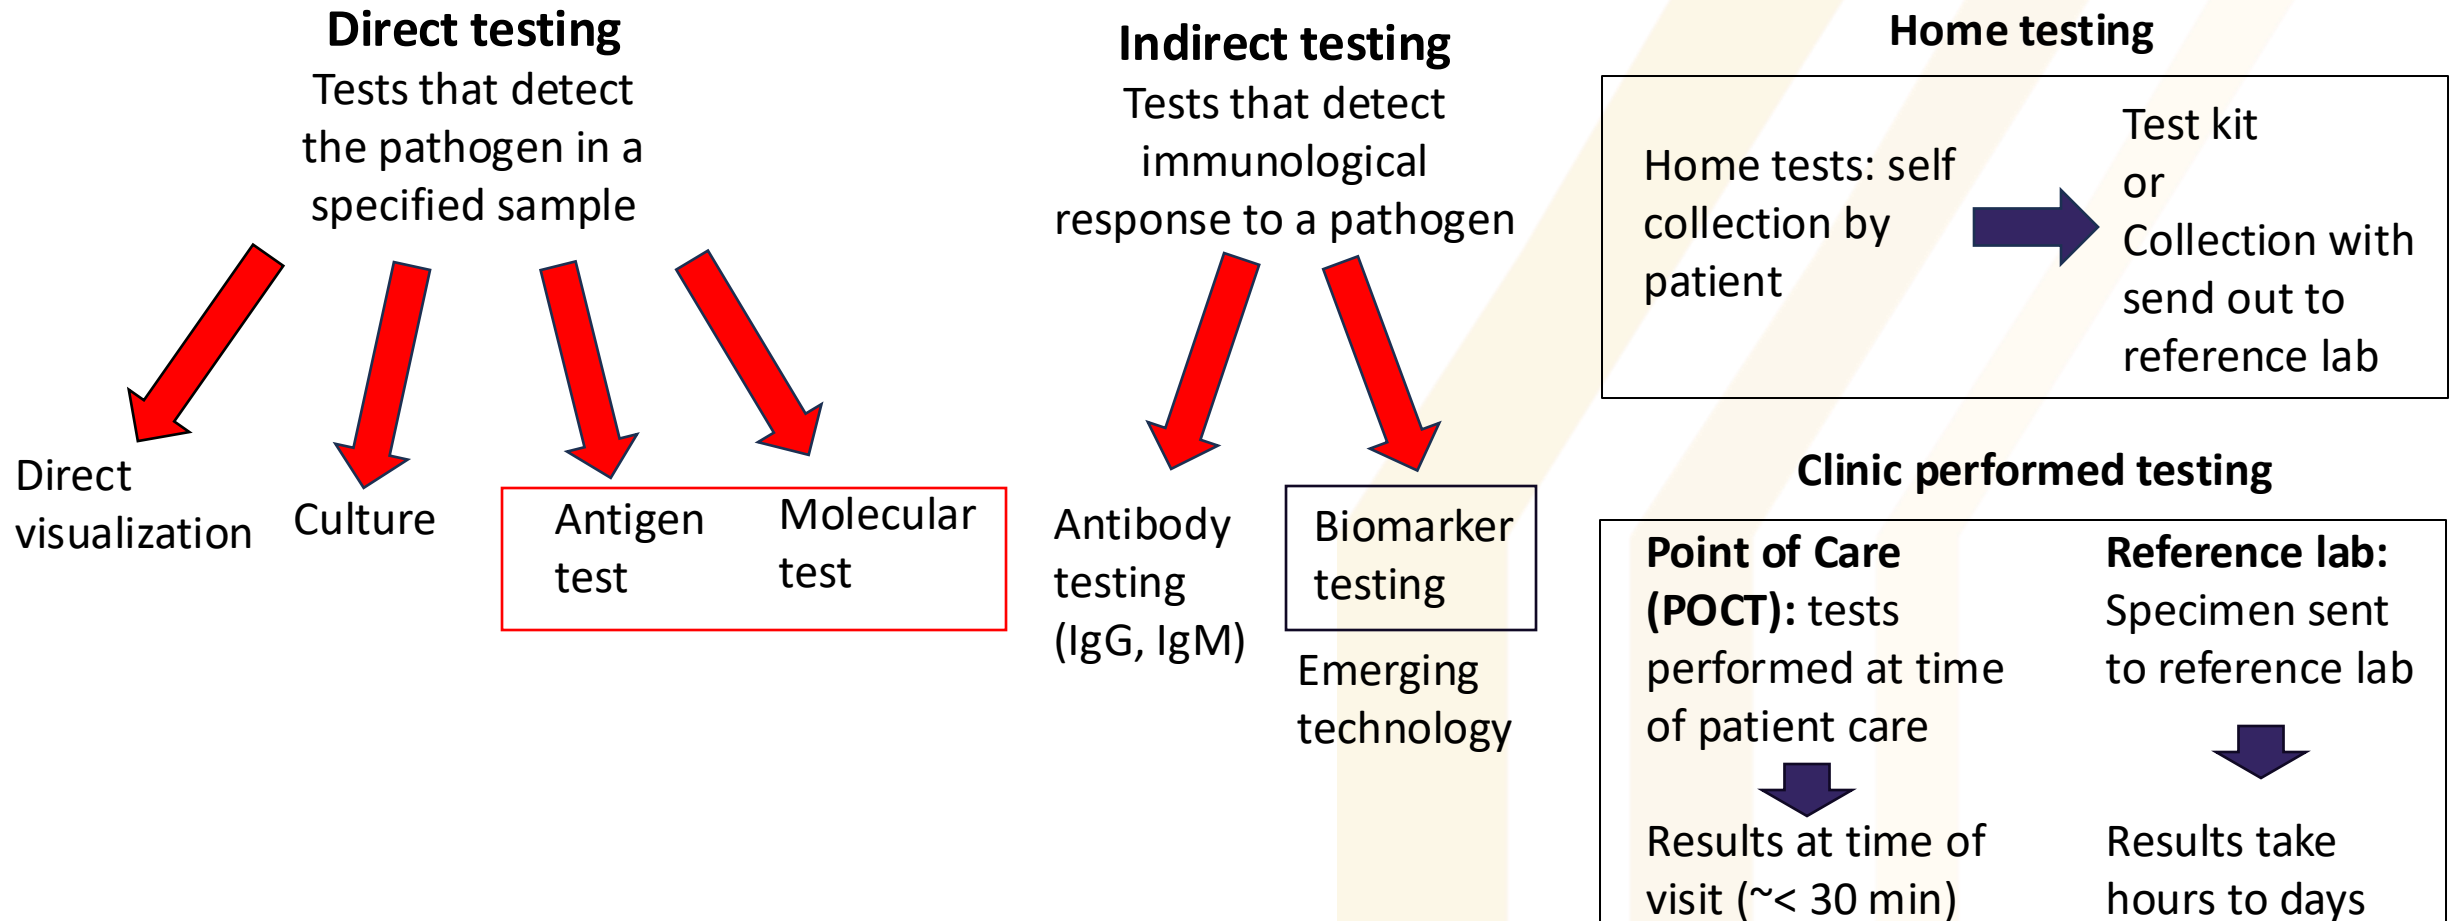 Direct testing
Tests that detect
the pathogen in a
specified sample
Direct
visualization
Culture
Antigen
test
Molecular
test
Indirect testing
Tests that detect
immunological
response to a pathogen
Antibody
testing
(IgG, IgM)
Biomarker
testing
Emerging
technology
Home testing
Home tests: self
collection by
patient
Test kit
or
Collection with
send out to
reference lab
Clinic performed testing
Point of Care
(POCT): tests
performed at time
of patient care
Results at time of
visit (~< 30 min)
Reference lab:
Specimen sent
to reference lab
Results take
hours to days